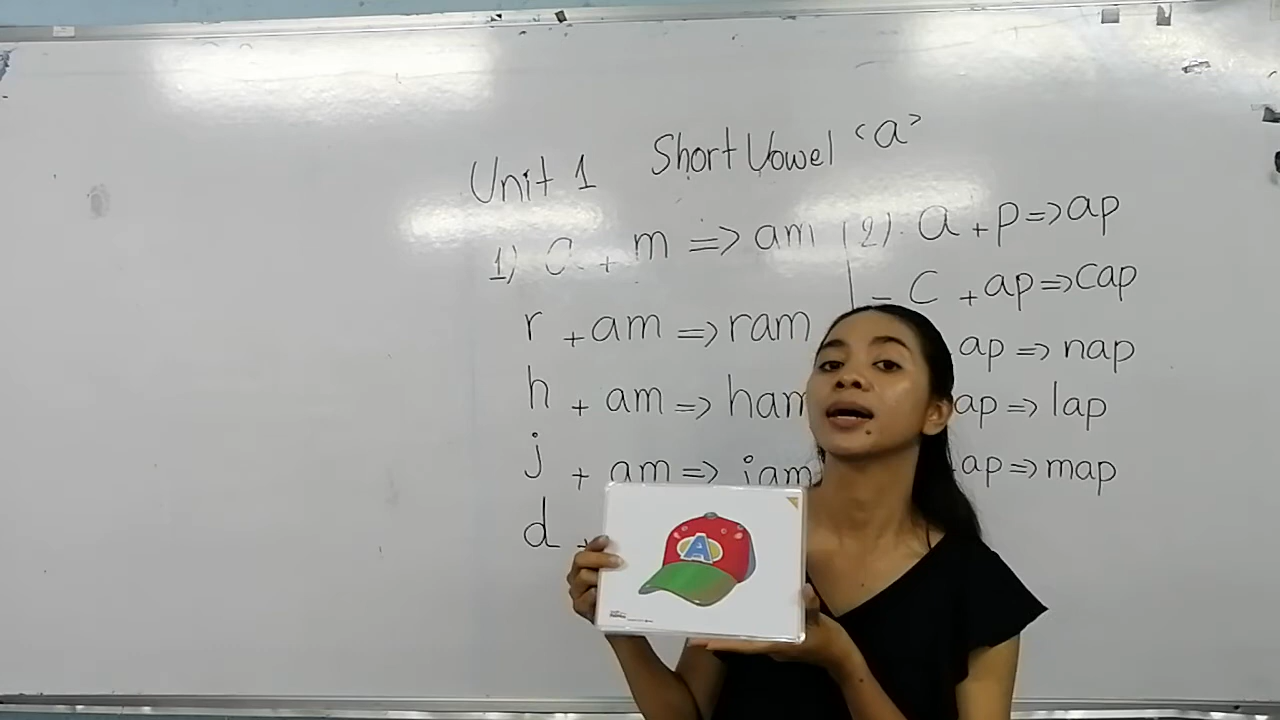 Unit 1 Short Vowel ‹a›
1) a + m => am
r + am => ram
h + am => ham
j + am => jam
d +
(2). a + p => ap
- c + ap => cap
ap => nap
ap => lap
ap => map
A